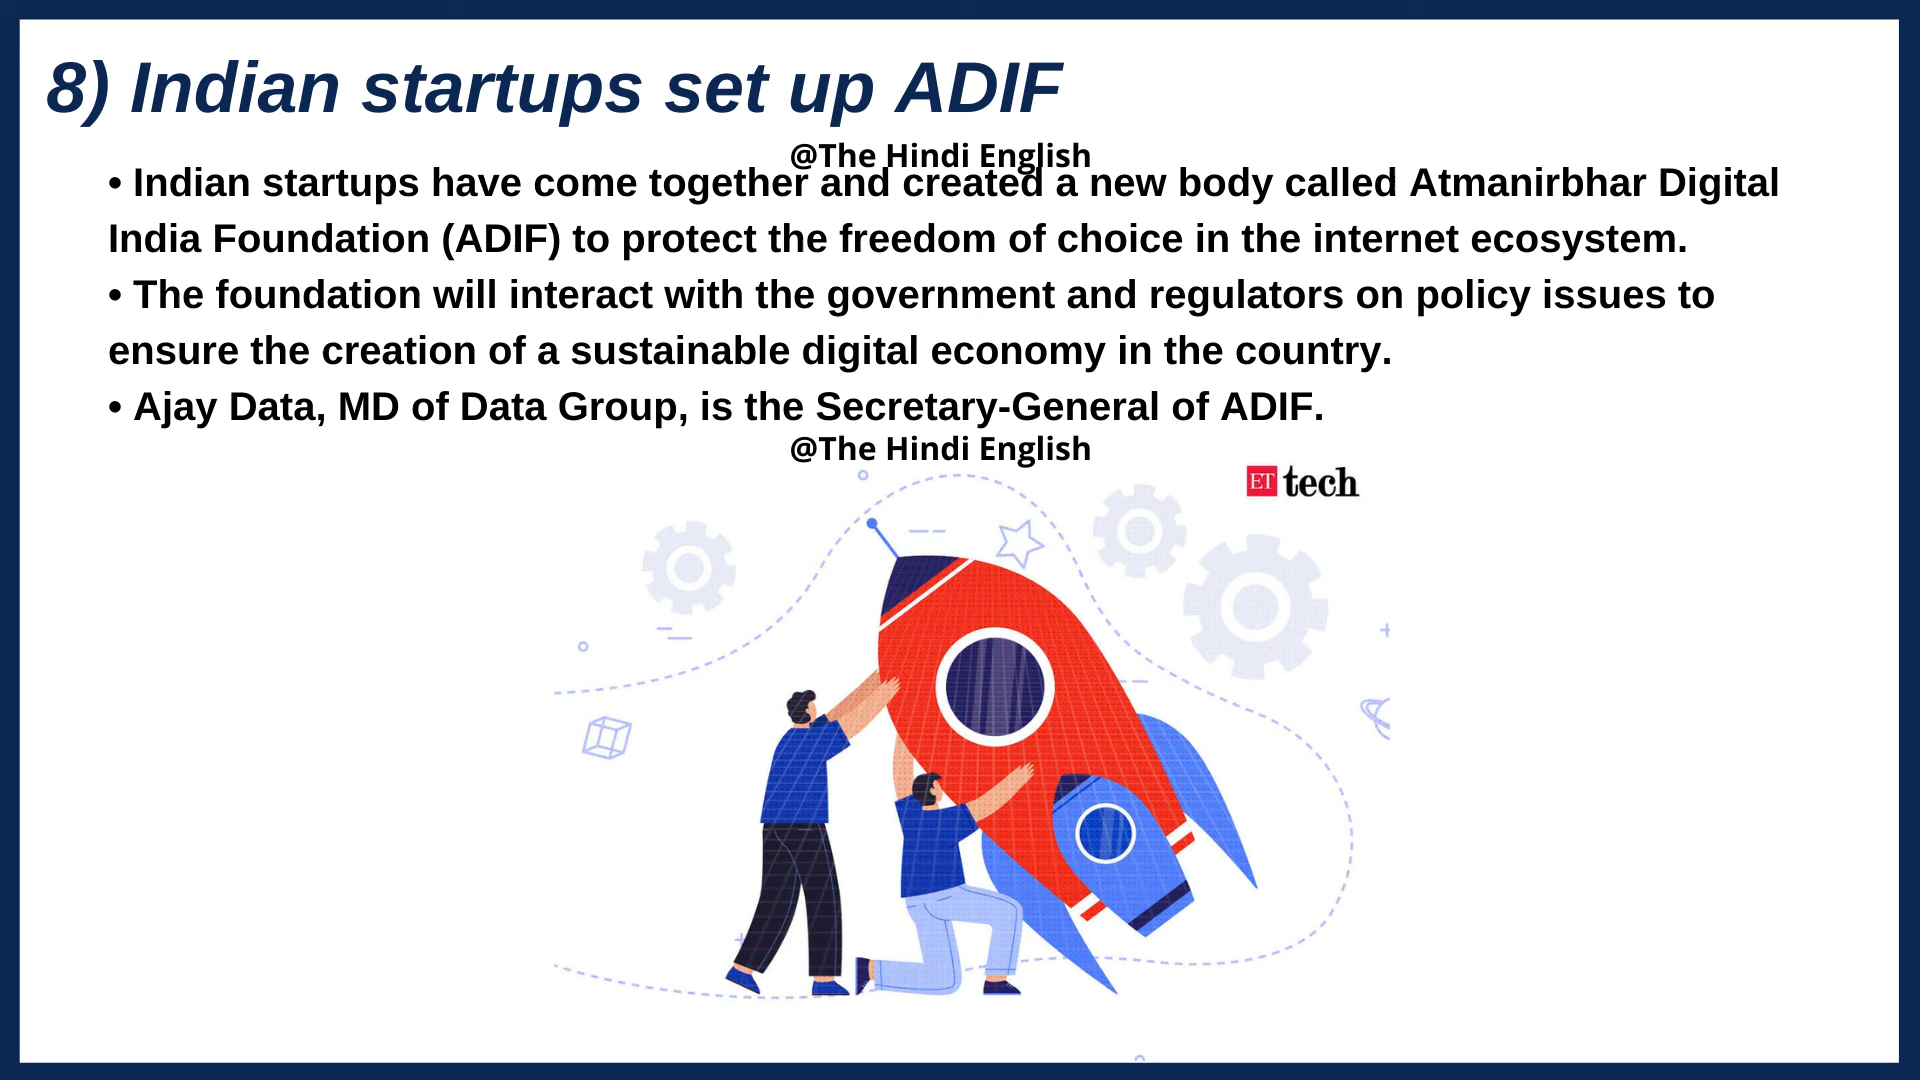 8) Indian startups set up ADIF
@The Hindi English
• Indian startups have come together and created a new body called Atmanirbhar Digital
India Foundation (ADIF) to protect the freedom of choice in the internet ecosystem.
• The foundation will interact with the government and regulators on policy issues to
ensure the creation of a sustainable digital economy in the country.
• Ajay Data, MD of Data Group, is the Secretary-General of ADIF.
@The Hindi English
ET tech